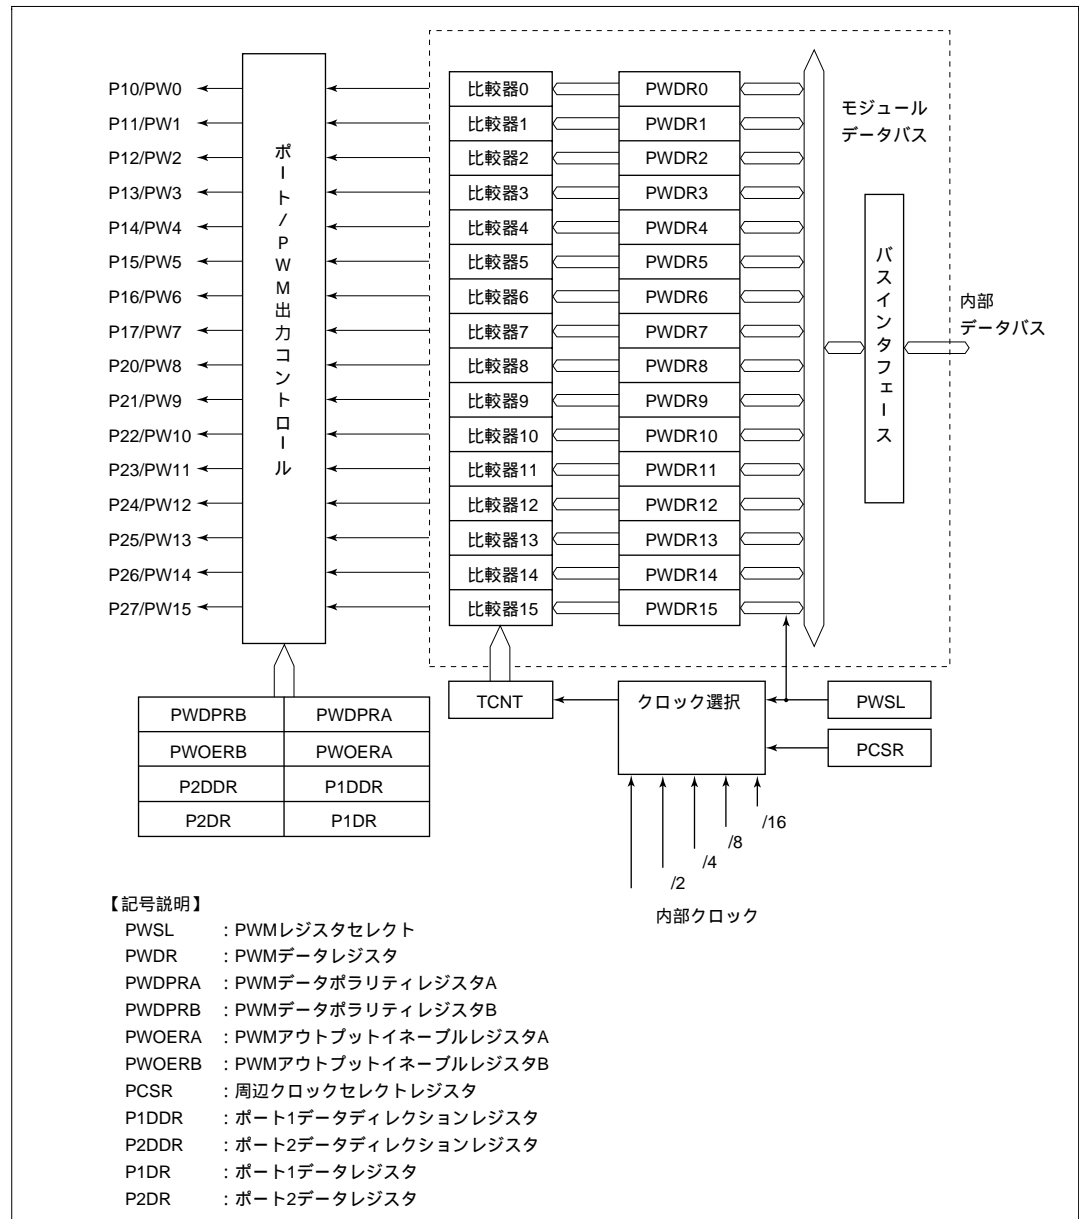 P10/PW0
P11/PW1
P12/PW2
P13/PW3
P14/PW4
P15/PW5
P16/PW6
P17/PW7
P20/PW8
P21/PW9
P22/PW10
P23/PW11
P24/PW12
P25/PW13
P26/PW14
P27/PW15
ポート/PWM出力コントロール
比較器0 PWDR0
比較器1 PWDR1
比較器2 PWDR2
比較器3 PWDR3
比較器4 PWDR4
比較器5 PWDR5
比較器6 PWDR6
比較器7 PWDR7
比較器8 PWDR8
比較器9 PWDR9
比較器10 PWDR10
比較器11 PWDR11
比較器12 PWDR12
比較器13 PWDR13
比較器14 PWDR14
比較器15 PWDR15
モジュール
データバス
バスインタフェース
内部
データバス
PWDPRB PWDPRA
PWOERB PWOERA
P2DDR P1DDR
P2DR P1DR
TCNT
クロック選択
PWSL
PCSR
/2
/4
/8
/16
内部クロック
【記号説明】
PWSL :PWMレジスタセレクト
PWDR :PWMデータレジスタ
PWDPRA :PWMデータポラリティレジスタA
PWDPRB :PWMデータポラリティレジスタB
PWOERA :PWMアウトプットイネーブルレジスタA
PWOERB :PWMアウトプットイネーブルレジスタB
PCSR :周辺クロックセレクトレジスタ
P1DDR :ポート1データディレクションレジスタ
P2DDR :ポート2データディレクションレジスタ
P1DR :ポート1データレジスタ
P2DR :ポート2データレジスタ